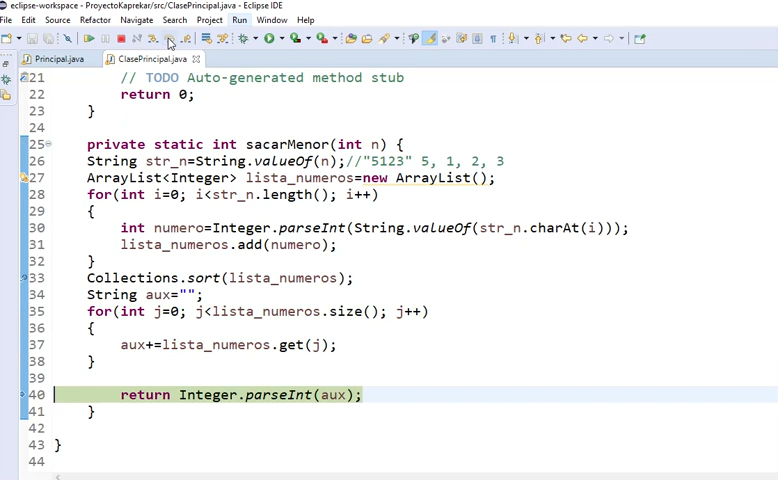 eclipse-workspace - ProyectoKaprekar/src/ClasePrincipal.java - Eclipse IDE
File Edit Source Refactor Navigate Search Project Run Window Help
Principal.java ClasePrincipal.java
21 // TODO Auto-generated method stub
22 return 0;
23 }
24
25 private static int sacarMenor(int n) {
26 String str_n=String.valueOf(n);//"5123" 5, 1, 2, 3
27 ArrayList<Integer> lista_numeros=new ArrayList();
28 for(int i=0; i<str_n.length(); i++)
29 {
30 int numero=Integer.parseInt(String.valueOf(str_n.charAt(i)));
31 lista_numeros.add(numero);
32 }
33 Collections.sort(lista_numeros);
34 String aux="";
35 for(int j=0; j<lista_numeros.size(); j++)
36 {
37 aux+=lista_numeros.get(j);
38 }
39
40 return Integer.parseInt(aux);
41 }
42
43 }
44